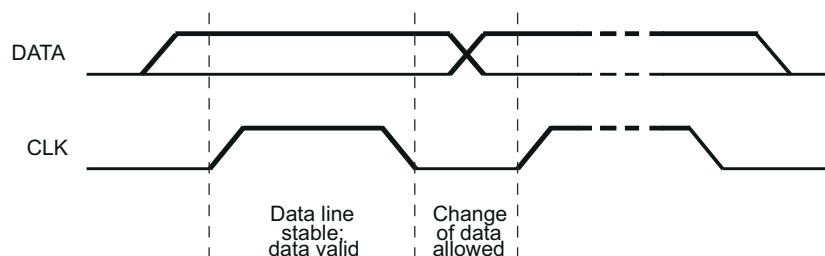 DATA
CLK
Data line
stable;
data valid
Change
of data
allowed